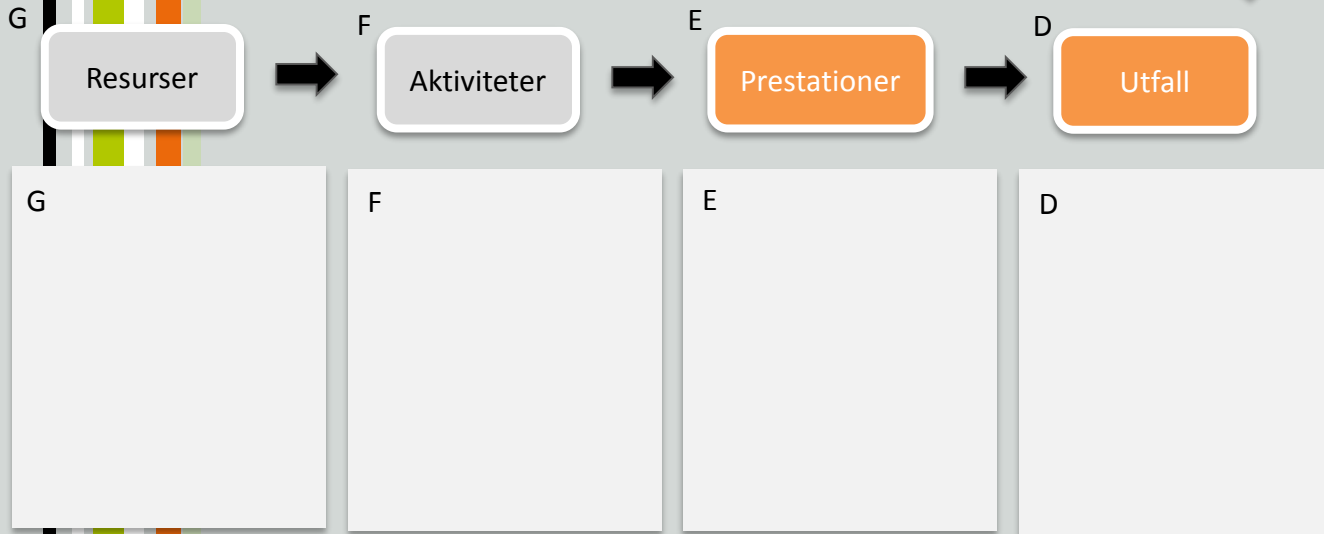 G
Resurser
F
Aktiviteter
E
Prestationer
D
Utfall
G
F
E
D